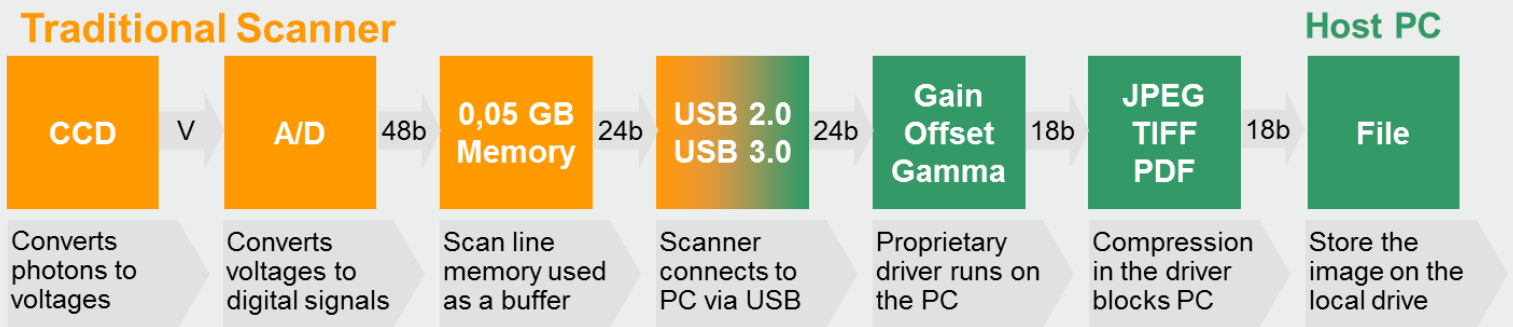 Traditional Scanner
Host PC
CCD
V
A/D
48b
0,05 GB
Memory
24b
USB 2.0
USB 3.0
24b
Gain
Offset
Gamma
18b
JPEG
TIFF
PDF
18b
File
Converts
photons to
voltages
Converts
voltages to
digital signals
Scan line
memory used
as a buffer
Scanner
connects to
PC via USB
Proprietary
driver runs on
the PC
Compression
in the driver
blocks PC
Store the
image on the
local drive